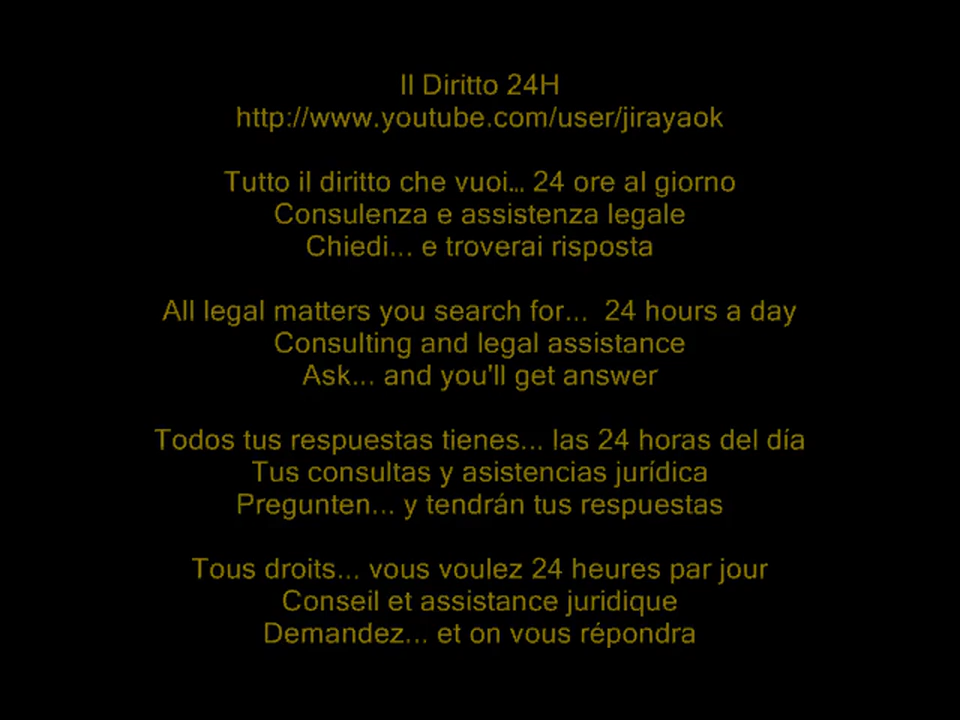 Il Diritto 24H
http://www.youtube.com/user/jirayaok
Tutto il diritto che vuoi... 24 ore al giorno
Consulenza e assistenza legale
Chiedi... e troverai risposta
All legal matters you search for...  24 hours a day
Consulting and legal assistance
Ask... and you'll get answer
Todos tus respuestas tienes... las 24 horas del día
Tus consultas y asistencias jurídica
Pregunten... y tendrán tus respuestas
Tous droits... vous voulez 24 heures par jour
Conseil et assistance juridique
Demandez... et on vous répondra